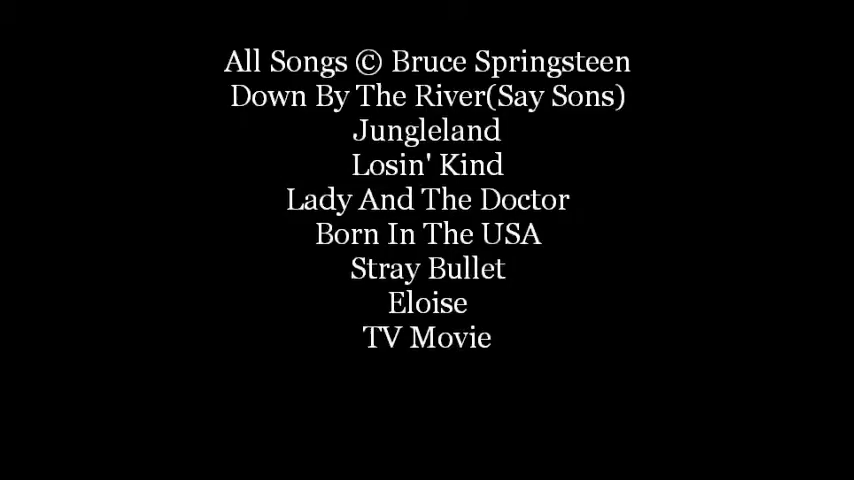 All Songs © Bruce Springsteen
Down By The River(Say Sons)
Jungleland
Losin' Kind
Lady And The Doctor
Born In The USA
Stray Bullet
Eloise
TV Movie